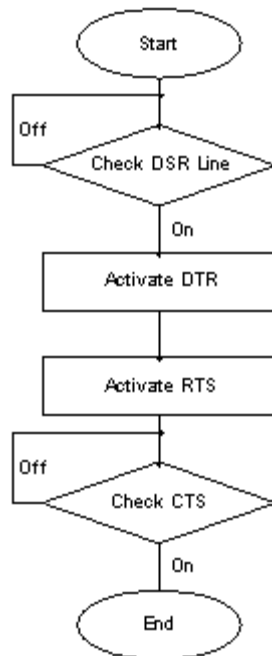 Start
Off
Check DSR Line
On
Activate DTR
Activate RTS
Off
Check CTS
On
End